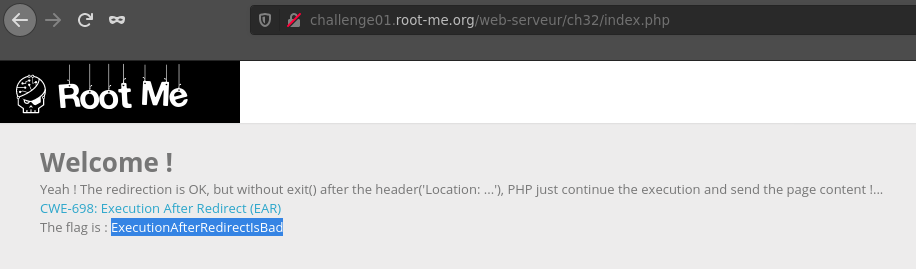 challenge01.root-me.org/web-serveur/ch32/index.php
Root Me
Welcome !
Yeah ! The redirection is OK, but without exit() after the header('Location: ...'), PHP just continue the execution and send the page content !...
CWE-698: Execution After Redirect (EAR)
The flag is : ExecutionAfterRedirectIsBad